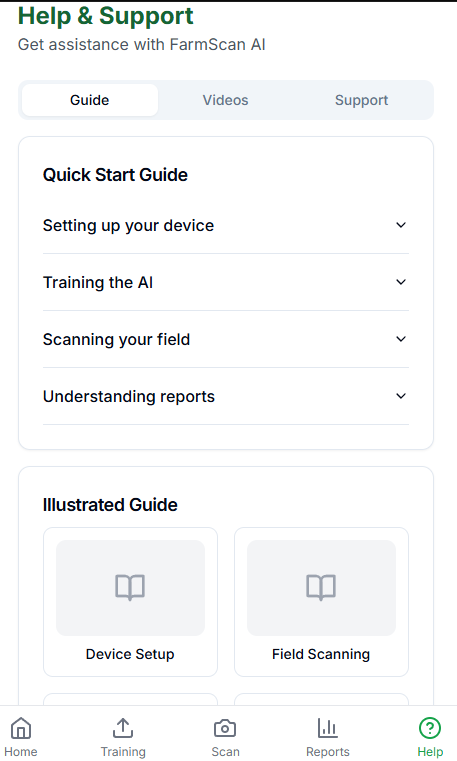 Help & Support
Get assistance with FarmScan AI
Guide
Videos
Support
Quick Start Guide
Setting up your device
Training the AI
Scanning your field
Understanding reports
Illustrated Guide
Device Setup
Field Scanning
Home
Training
Scan
Reports
Help